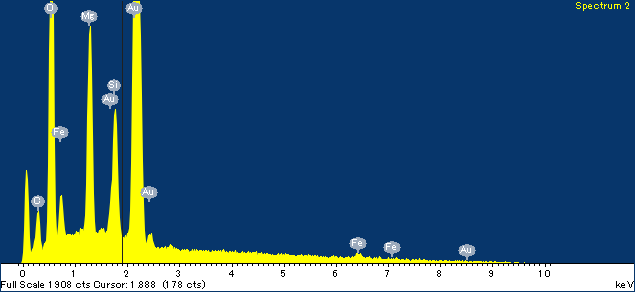 Spectrum 2
O Au
Mg
Si
Au
Fe
Au
C
Fe Fe Au
0 1 2 3 4 5 6 7 8 9 10
Full Scale 1908 cts Cursor: 1.888 (178 cts) keV